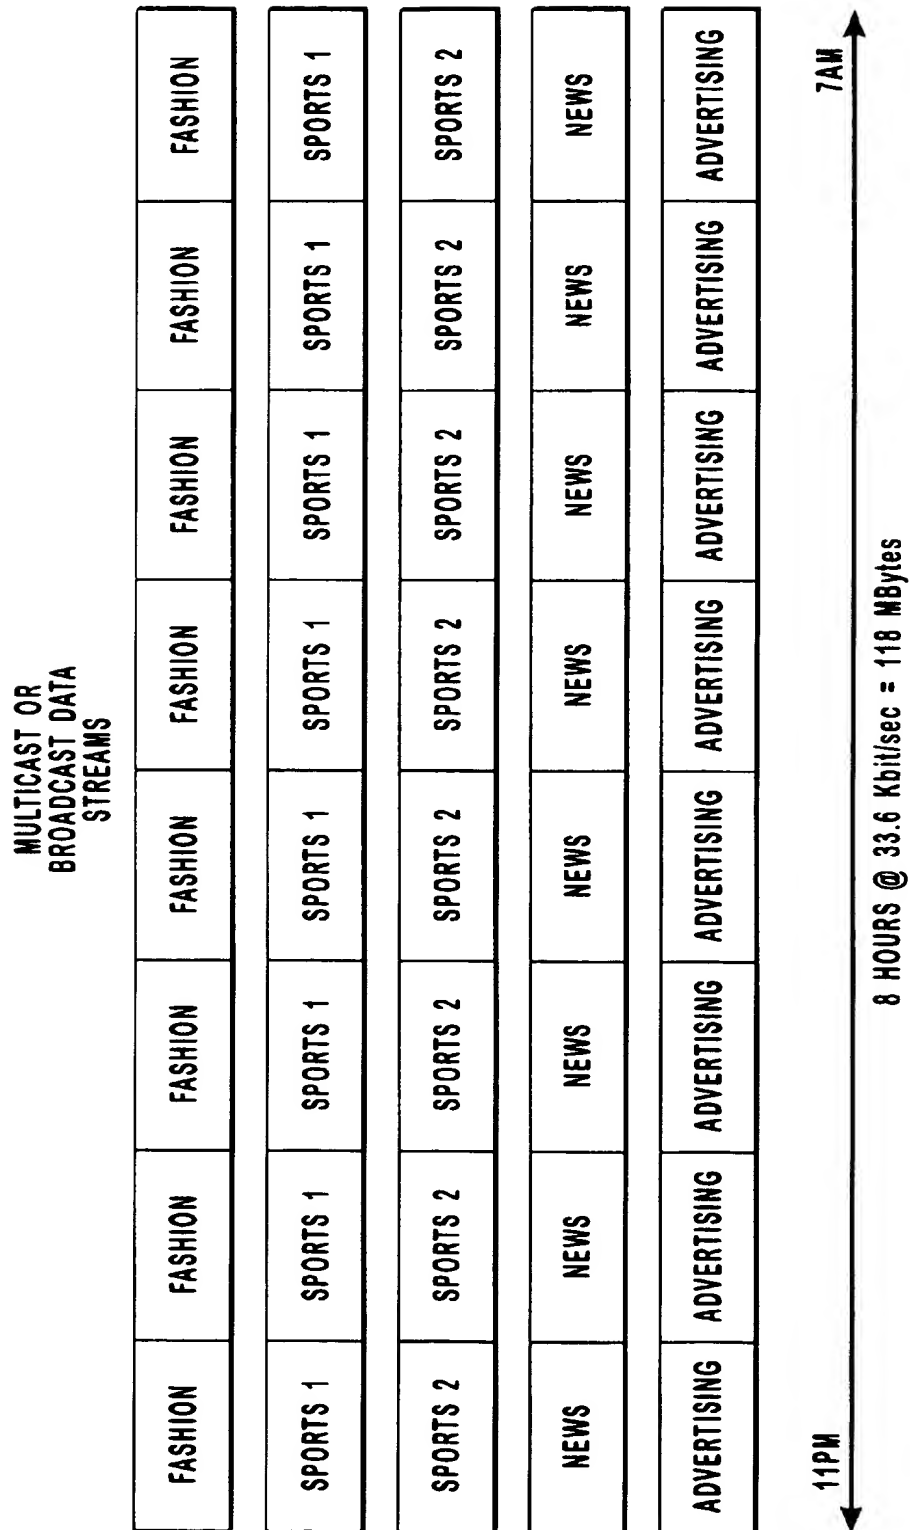 MULTICAST OR
BROADCAST DATA
STREAMS
FASHION FASHION FASHION FASHION FASHION FASHION FASHION FASHION
SPORTS 1 SPORTS 1 SPORTS 1 SPORTS 1 SPORTS 1 SPORTS 1 SPORTS 1 SPORTS 1
SPORTS 2 SPORTS 2 SPORTS 2 SPORTS 2 SPORTS 2 SPORTS 2 SPORTS 2 SPORTS 2
NEWS NEWS NEWS NEWS NEWS NEWS NEWS NEWS
ADVERTISING ADVERTISING ADVERTISING ADVERTISING ADVERTISING ADVERTISING ADVERTISING ADVERTISING
11PM 7AM
8 HOURS @ 33.6 Kbit/sec = 118 MBytes